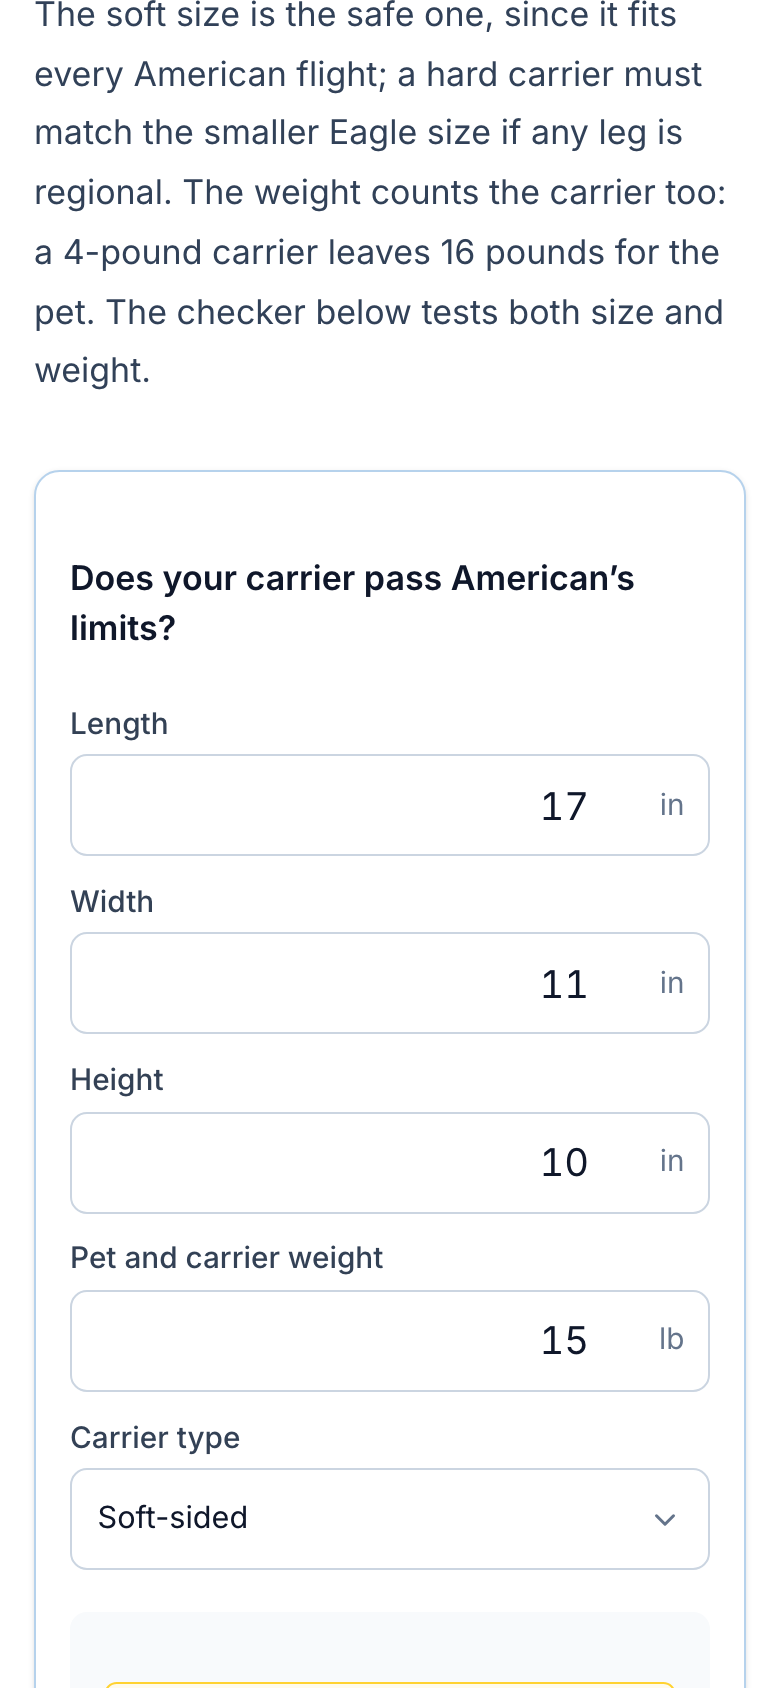 The soft size is the safe one, since it fits
every American flight; a hard carrier must
match the smaller Eagle size if any leg is
regional. The weight counts the carrier too:
a 4-pound carrier leaves 16 pounds for the
pet. The checker below tests both size and
weight.
Does your carrier pass American’s
limits?
Length
17 in
Width
11 in
Height
10 in
Pet and carrier weight
15 lb
Carrier type
Soft-sided